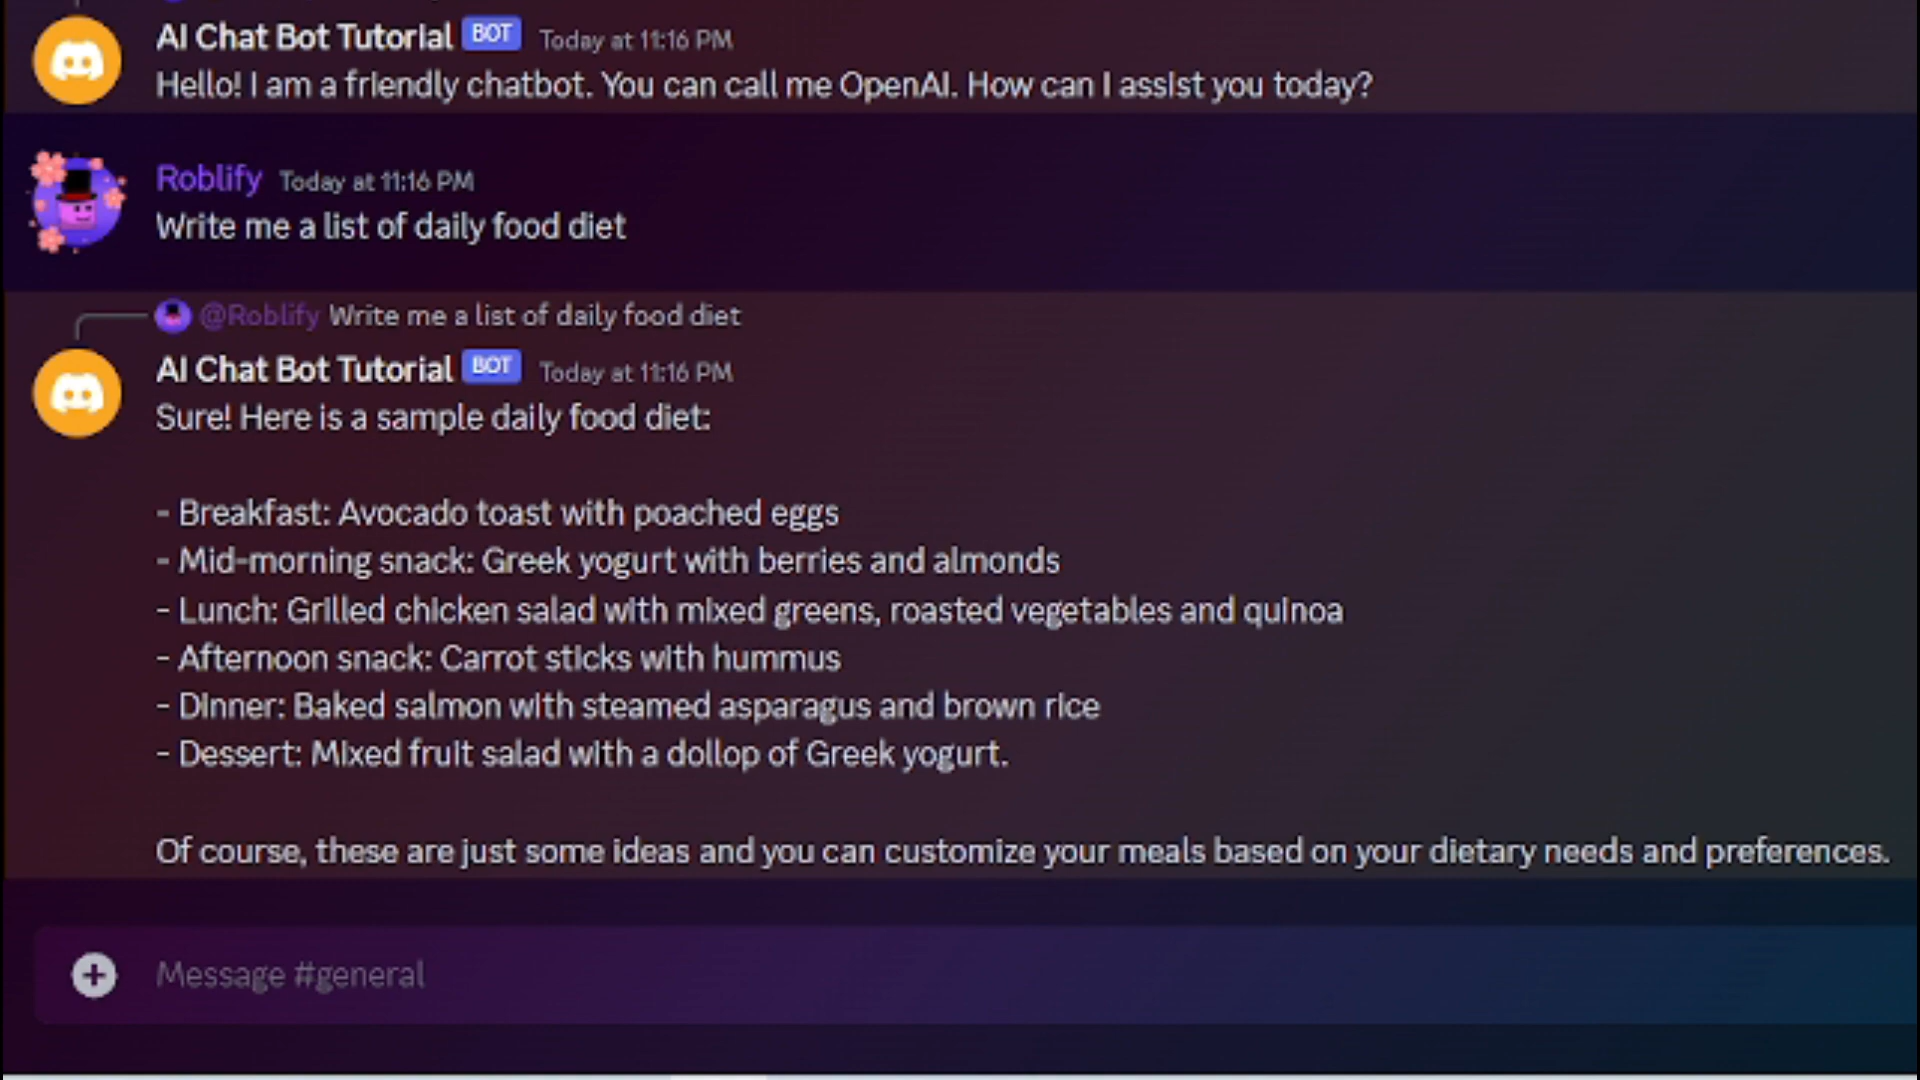 AI Chat Bot Tutorial BOT Today at 11:16 PM
Hello! I am a friendly chatbot. You can call me OpenAI. How can I assist you today?
Roblify Today at 11:16 PM
Write me a list of daily food diet
@Roblify Write me a list of daily food diet
AI Chat Bot Tutorial BOT Today at 11:16 PM
Sure! Here is a sample daily food diet:
- Breakfast: Avocado toast with poached eggs
- Mid-morning snack: Greek yogurt with berries and almonds
- Lunch: Grilled chicken salad with mixed greens, roasted vegetables and quinoa
- Afternoon snack: Carrot sticks with hummus
- Dinner: Baked salmon with steamed asparagus and brown rice
- Dessert: Mixed fruit salad with a dollop of Greek yogurt.
Of course, these are just some ideas and you can customize your meals based on your dietary needs and preferences.
Message #general